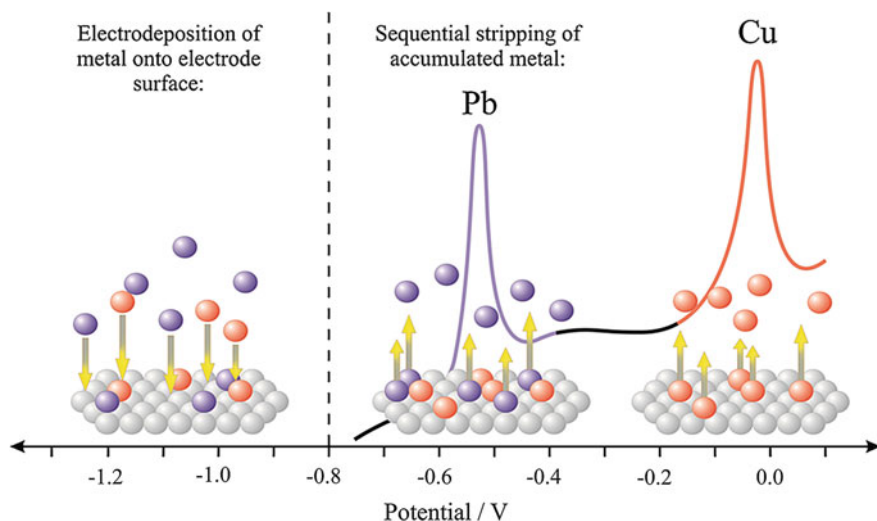 Electrodeposition of
metal onto electrode
surface:
Sequential stripping of
accumulated metal:
Cu
Pb
-1.2
-1.0
-0.8
-0.6
-0.4
-0.2
0.0
Potential / V